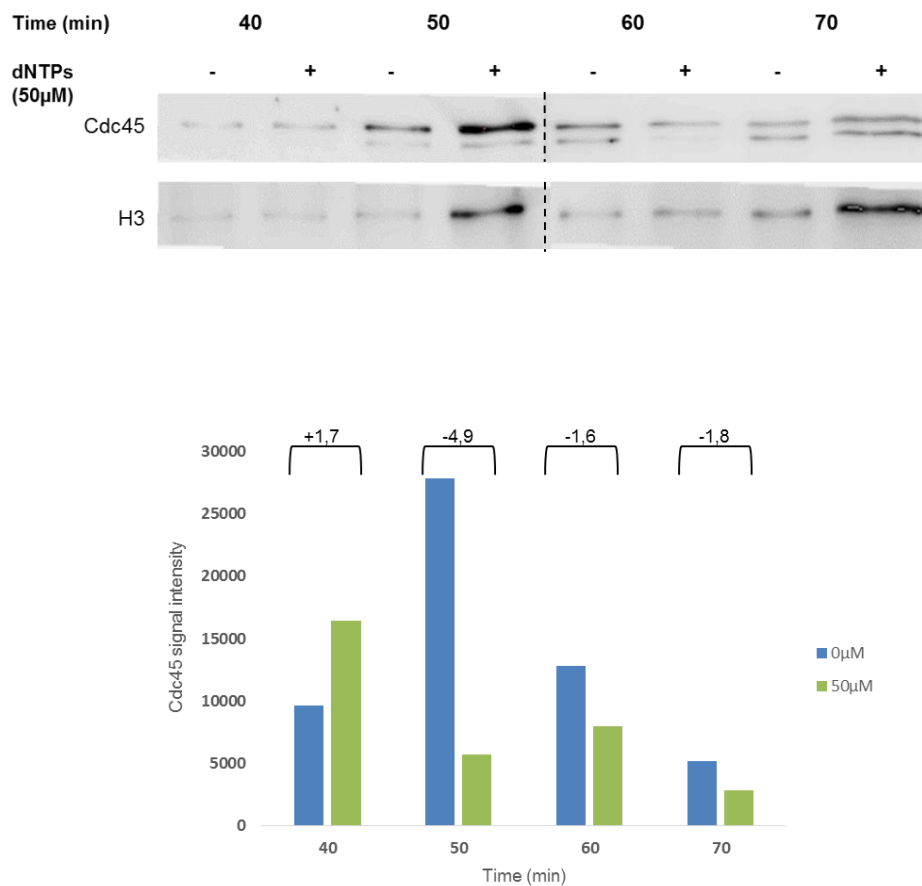 Time (min) 40 50 60 70
dNTPs - + - + - + - +
(50µM)
Cdc45
H3
+1,7 -4,9 -1,6 -1,8
30000
25000
20000
15000
10000
5000
0
Cdc45 signal intensity
0µM
50µM
40 50 60 70
Time (min)